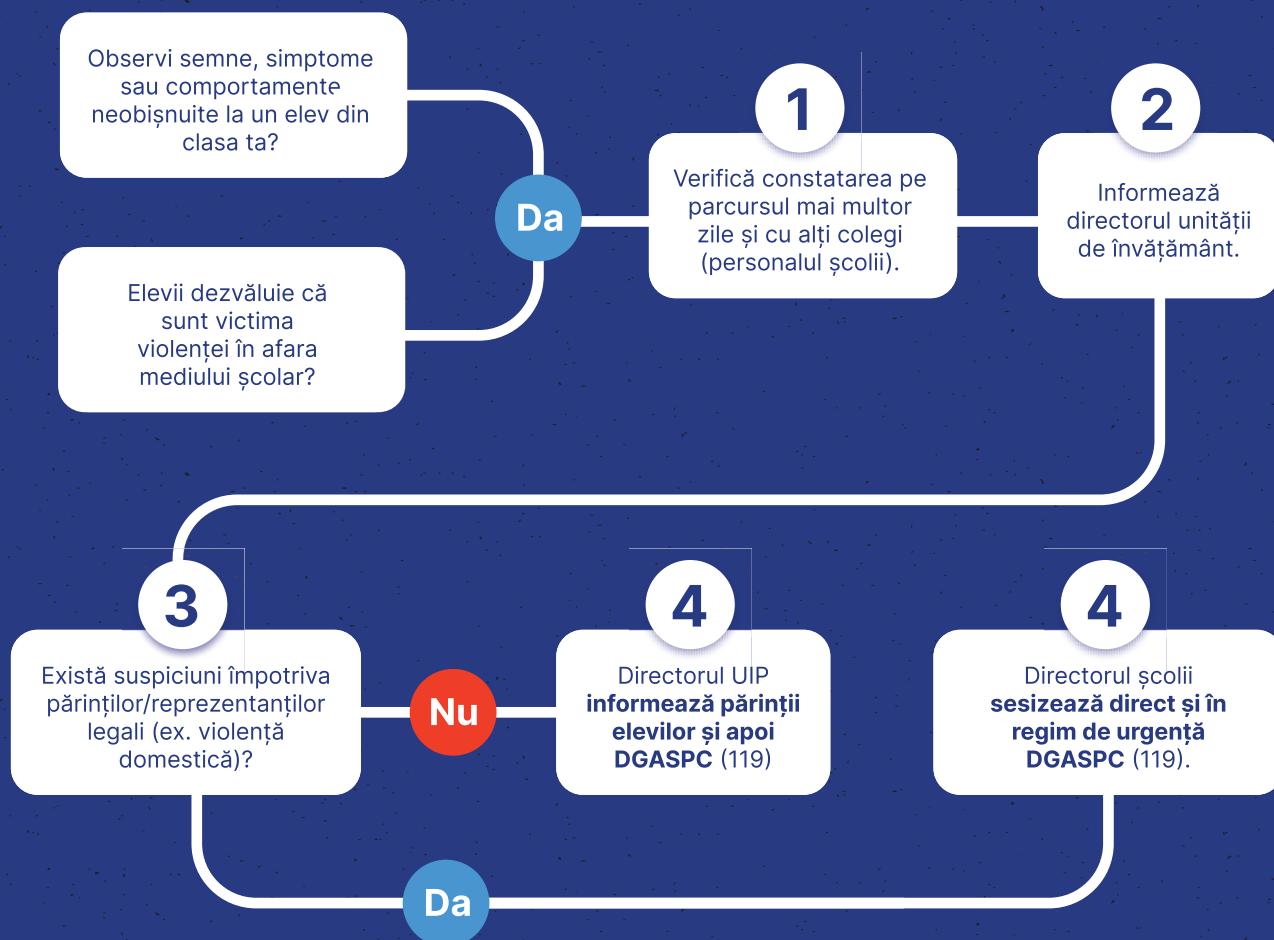 Observi semne, simptome
sau comportamente
neobișnuite la un elev din
clasa ta?
Elevii dezvăluie că
sunt victima
violenței în afara
mediului școlar?
Da
1
Verifică constatarea pe
parcursul mai multor
zile și cu alți colegi
(personalul școlii).
2
Informează
directorul unității
de învățământ.
3
Există suspiciuni împotriva
părinților/reprezentanților
legali (ex. violență
domestică)?
Nu
4
Directorul UIP
informează părinții
elevilor și apoi
DGASPC (119)
4
Directorul școlii
sesizează direct și în
regim de urgență
DGASPC (119).
Da